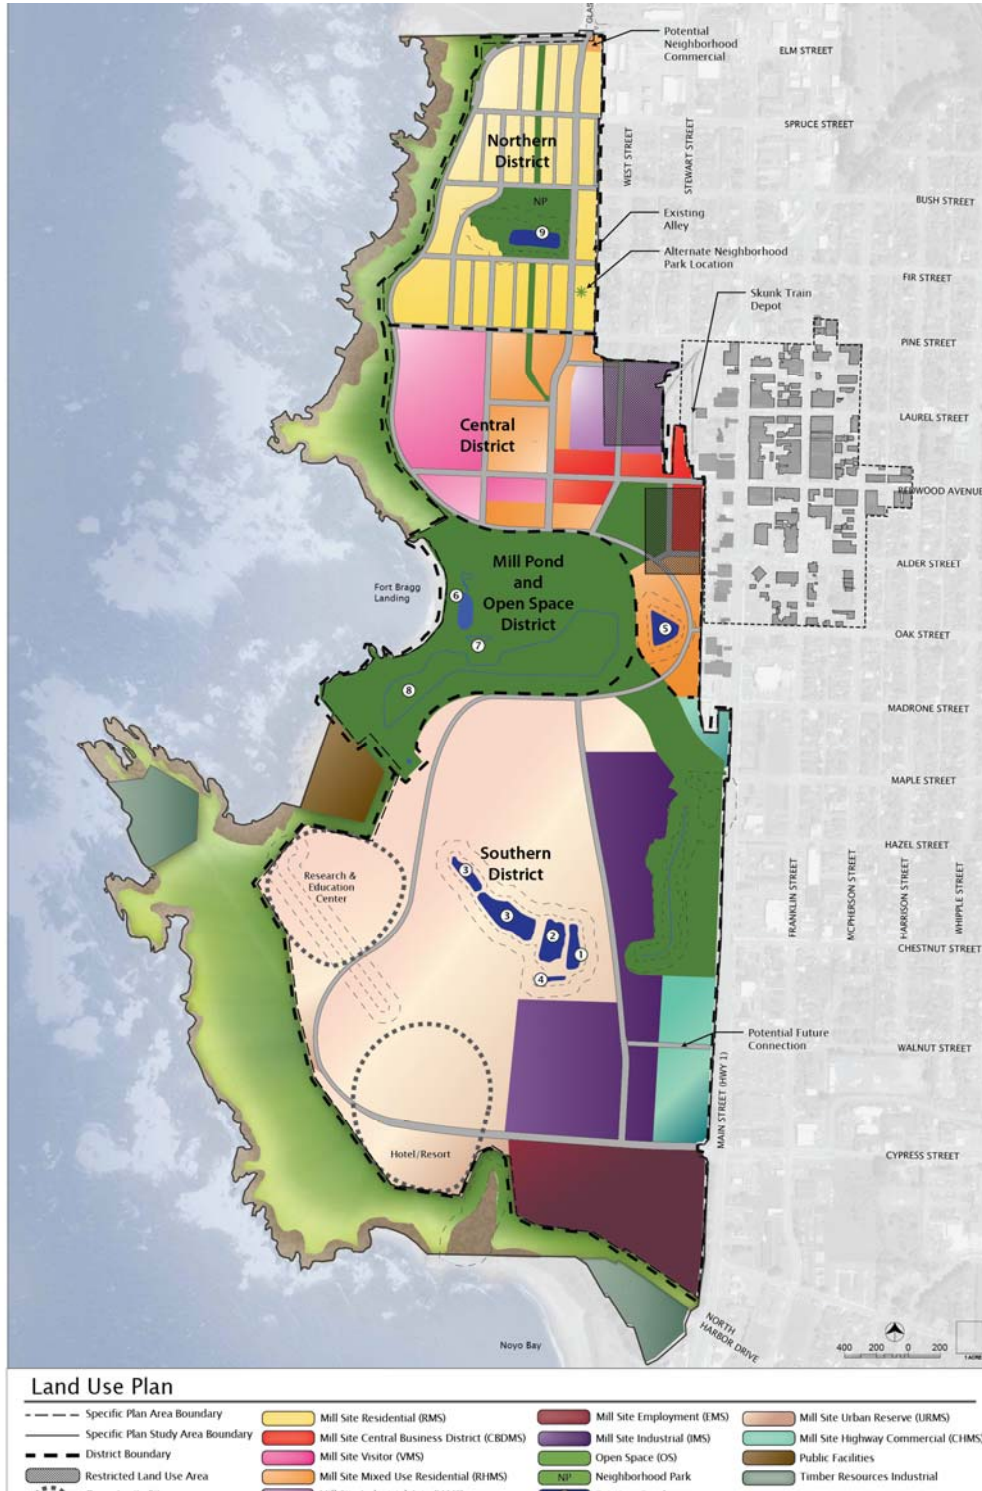 GLAS
Potential
Neighborhood
Commercial
ELM STREET
SPRUCE STREET
WEST STREET
STEWART STREET
Northern
District
BUSH STREET
NP
Existing
Alley
9
Alternate Neighborhood
Park Location
FIR STREET
Skunk Train
Depot
PINE STREET
LAUREL STREET
Central
District
REDWOOD AVENUE
ALDER STREET
Mill Pond
and
Open Space
District
Fort Bragg
Landing
6
5
OAK STREET
7
8
MADRONE STREET
MAPLE STREET
HAZEL STREET
Southern
District
Research &
Education
Center
3
3
2
1
4
FRANKLIN STREET
MCPHERSON STREET
HARRISON STREET
WHIPPLE STREET
CHESTNUT STREET
Potential Future
Connection
WALNUT STREET
MAIN STREET (HWY 1)
Hotel/Resort
CYPRESS STREET
Noyo Bay
NORTH
HARBOR DRIVE
400 200 0 200
1 ACRE
Land Use Plan
Specific Plan Area Boundary
Specific Plan Study Area Boundary
District Boundary
Restricted Land Use Area
Mill Site Residential (RMS)
Mill Site Central Business District (CBDMS)
Mill Site Visitor (VMS)
Mill Site Mixed Use Residential (RHMS)
Mill Site Employment (EMS)
Mill Site Industrial (IMS)
Open Space (OS)
NP Neighborhood Park
Mill Site Urban Reserve (URMS)
Mill Site Highway Commercial (CHMS)
Public Facilities
Timber Resources Industrial